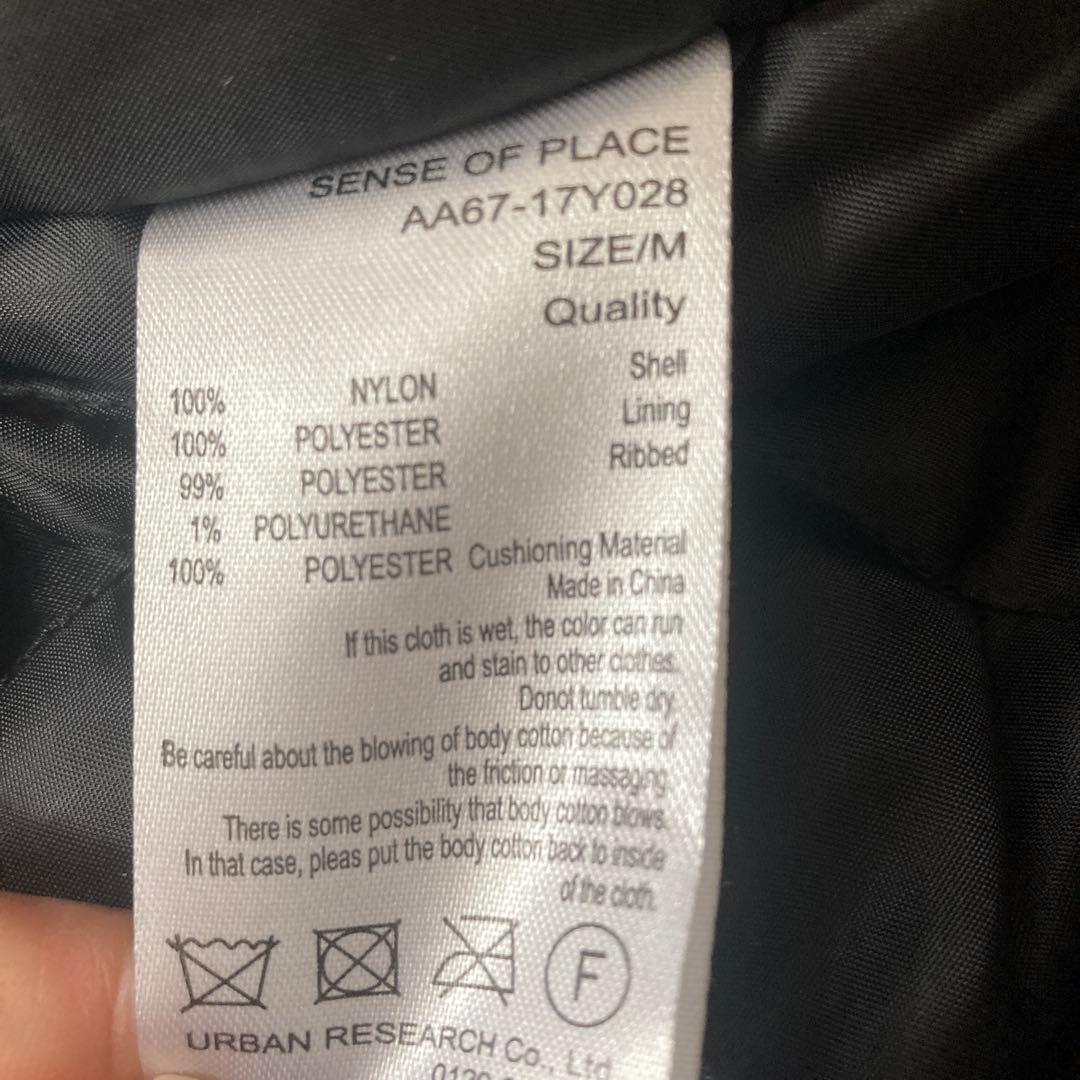 SENSE OF PLACE
AA67-17Y028
SIZE/M
Quality
Shell
100% NYLON
Lining
100% POLYESTER
Ribbed
99% POLYESTER
1% POLYURETHANE
100% POLYESTER Cushioning Material
Made in China
If this cloth is wet, the color can run
and stain to other clothes.
Donot tumble dry
Be careful about the blowing of body cotton because of
the friction or massaging
There is some possibility that body cotton blows.
In that case, pleas put the body cotton back to inside
of the cloth.
F
URBAN RESEARCH Co., Ltd